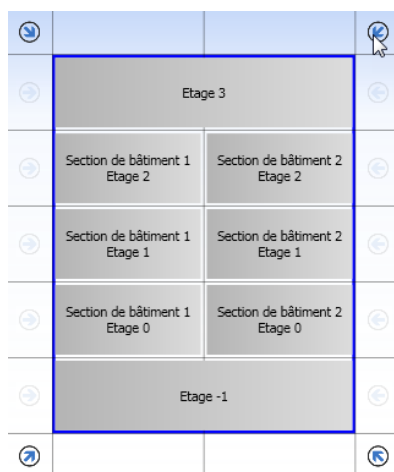 Etage 3
Section de bâtiment 1
Etage 2
Section de bâtiment 2
Etage 2
Section de bâtiment 1
Etage 1
Section de bâtiment 2
Etage 1
Section de bâtiment 1
Etage 0
Section de bâtiment 2
Etage 0
Etage -1